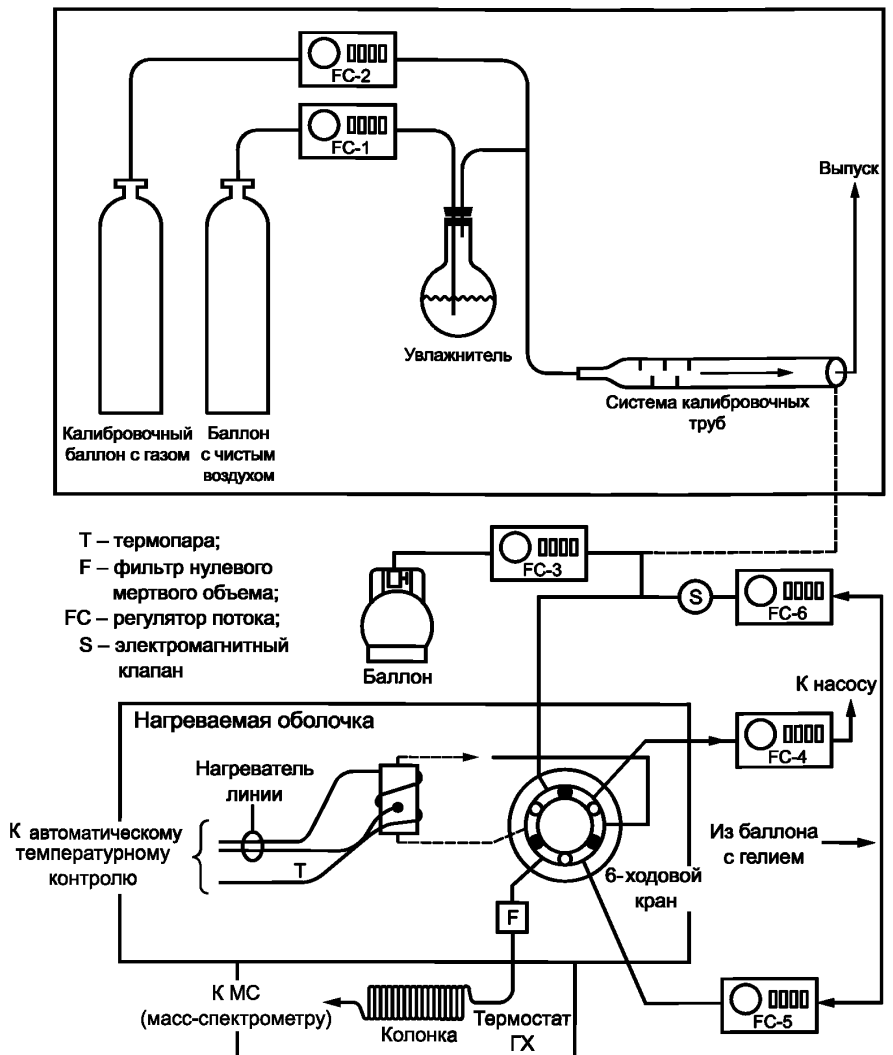 FC-2
FC-1
Выпуск
Увлажнитель
Система калибровочных
труб
Калибровочный
баллон с газом
Баллон
с чистым
воздухом
T – термопара;
F – фильтр нулевого
мертвого объема;
FC – регулятор потока;
S – электромагнитный
клапан
FC-3
S
FC-6
Баллон
К насосу
FC-4
Нагреваемая оболочка
Нагреватель
линии
К автоматическому
температурному
контролю
T
Из баллона
с гелием
6-ходовой
кран
F
К МС
(масс-спектрометру)
Колонка
Термостат
ГХ
FC-5